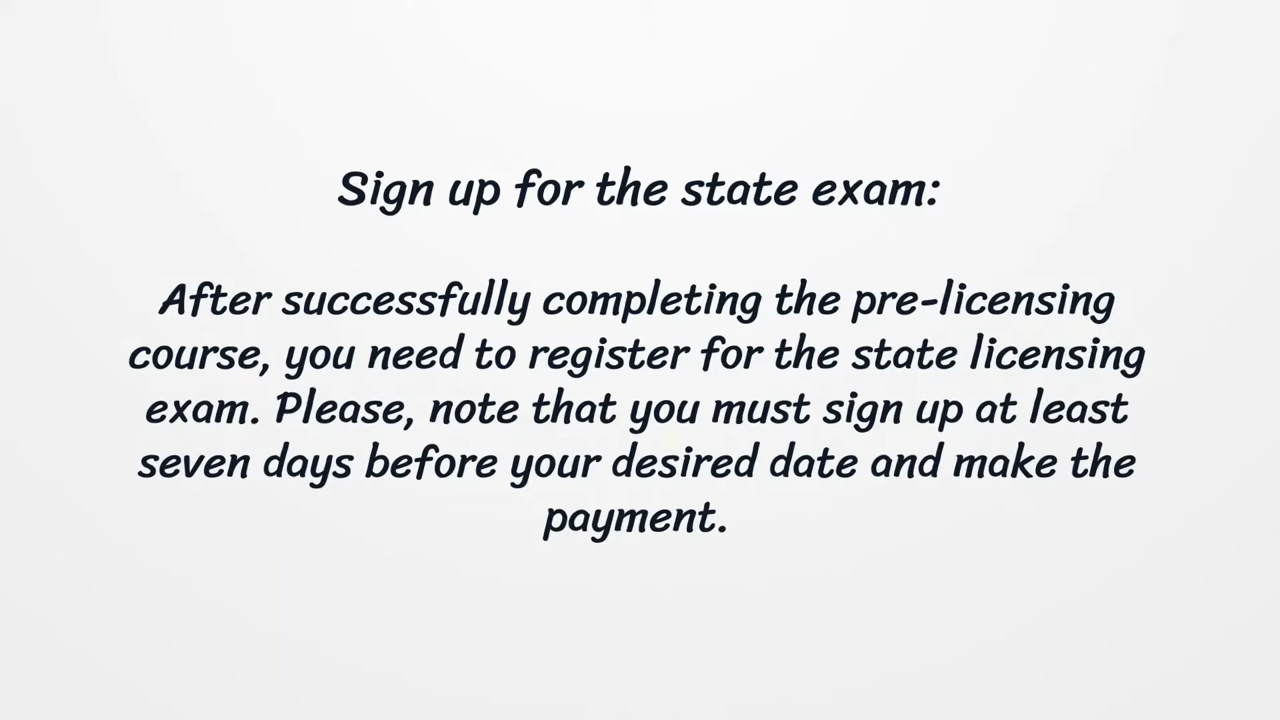 Sign up for the state exam:
After successfully completing the pre-licensing
course, you need to register for the state licensing
exam. Please, note that you must sign up at least
seven days before your desired date and make the
payment.